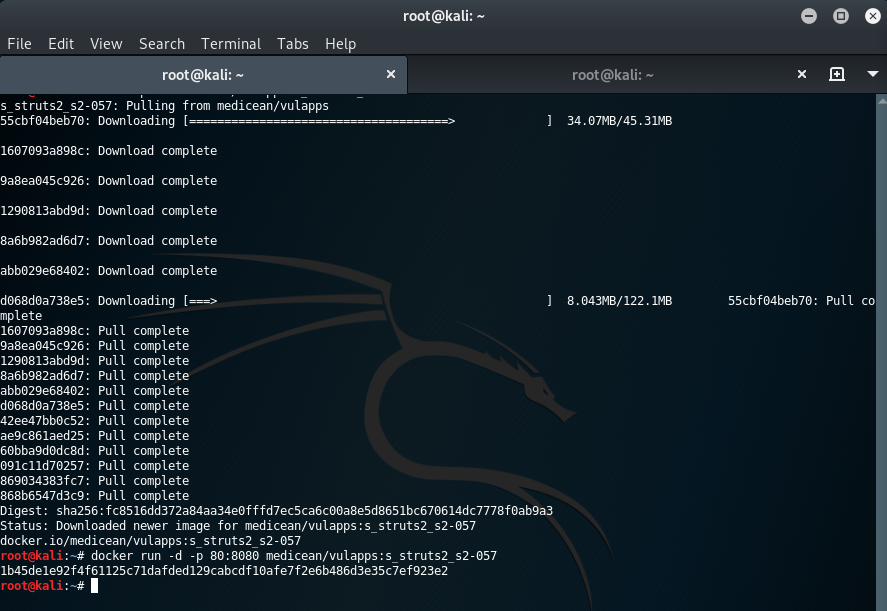 root@kali: ~
File Edit View Search Terminal Tabs Help
root@kali: ~ root@kali: ~
s_struts2_s2-057: Pulling from medicean/vulapps
55cbf04beb70: Downloading [=====================================>             ]  34.07MB/45.31MB
1607093a898c: Download complete
9a8ea045c926: Download complete
1290813abd9d: Download complete
8a6b982ad6d7: Download complete
abb029e68402: Download complete
d068d0a738e5: Downloading [===>                                               ]  8.043MB/122.1MB        55cbf04beb70: Pull co
mplete
1607093a898c: Pull complete
9a8ea045c926: Pull complete
1290813abd9d: Pull complete
8a6b982ad6d7: Pull complete
abb029e68402: Pull complete
d068d0a738e5: Pull complete
42ee47bb0c52: Pull complete
ae9c861aed25: Pull complete
60bba9d0dc8d: Pull complete
091c11d70257: Pull complete
869034383fc7: Pull complete
868b6547d3c9: Pull complete
Digest: sha256:fc8516dd372a84aa34e0fffd7ec5ca6c00a8e5d8651bc670614dc7778f0ab9a3
Status: Downloaded newer image for medicean/vulapps:s_struts2_s2-057
docker.io/medicean/vulapps:s_struts2_s2-057
root@kali:~# docker run -d -p 80:8080 medicean/vulapps:s_struts2_s2-057
1b45de1e92f4f61125c71dafded129cabcdf10afe7f2e6b486d3e35c7ef923e2
root@kali:~#